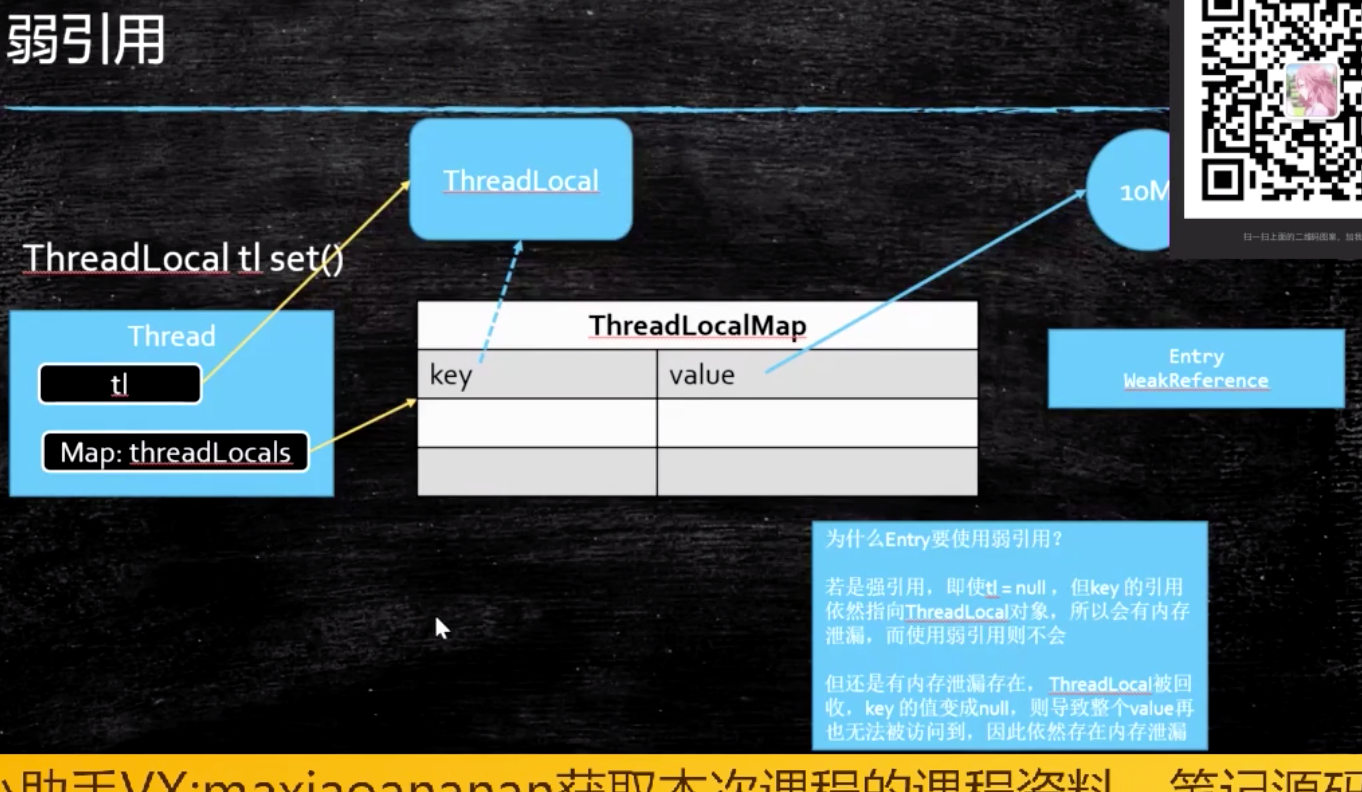 弱引用
ThreadLocal
10M
扫一扫上面的二维码图案，加我
ThreadLocal tl set()
Thread
tl
Map: threadLocals
ThreadLocalMap
key value
Entry
WeakReference
为什么Entry要使用弱引用？
若是强引用，即使tl = null ，但key 的引用
依然指向ThreadLocal对象，所以会有内存
泄漏，而使用弱引用则不会
但还是有内存泄漏存在， ThreadLocal被回
收，key 的值变成null，则导致整个value再
也无法被访问到，因此依然存在内存泄漏
小助手VX:maxiaoananan获取本次课程的课程资料、笔记源码